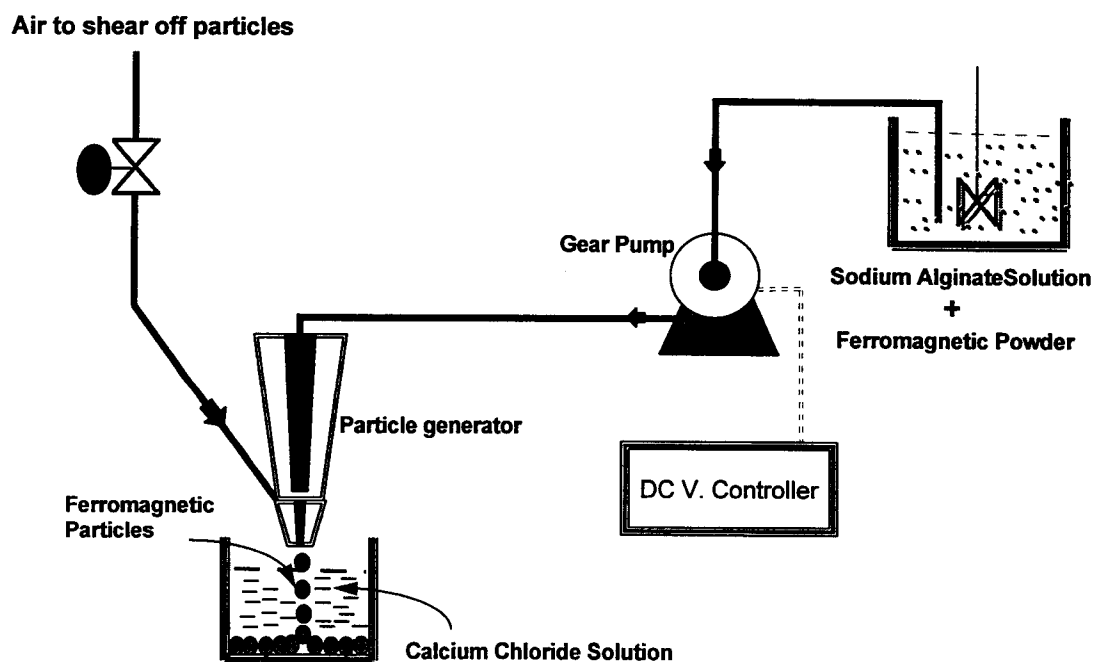 Air to shear off particles
Gear Pump
Sodium AlginateSolution
+
Ferromagnetic Powder
Particle generator
DC V. Controller
Ferromagnetic
Particles
Calcium Chloride Solution